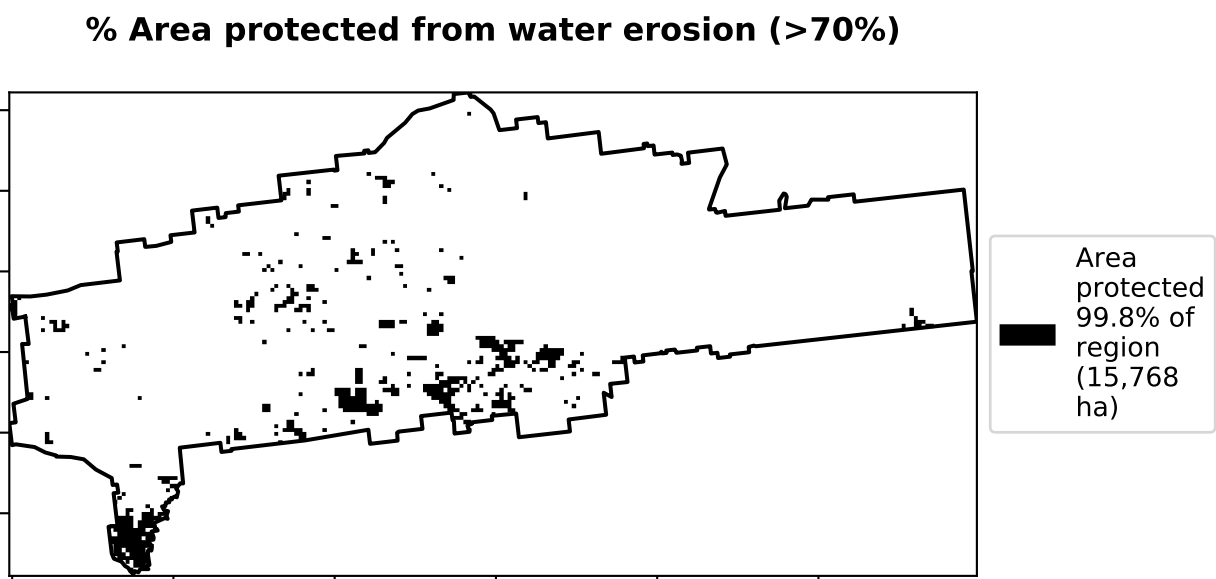 % Area protected from water erosion (>70%)
Area
protected
99.8% of
region
(15,768
ha)